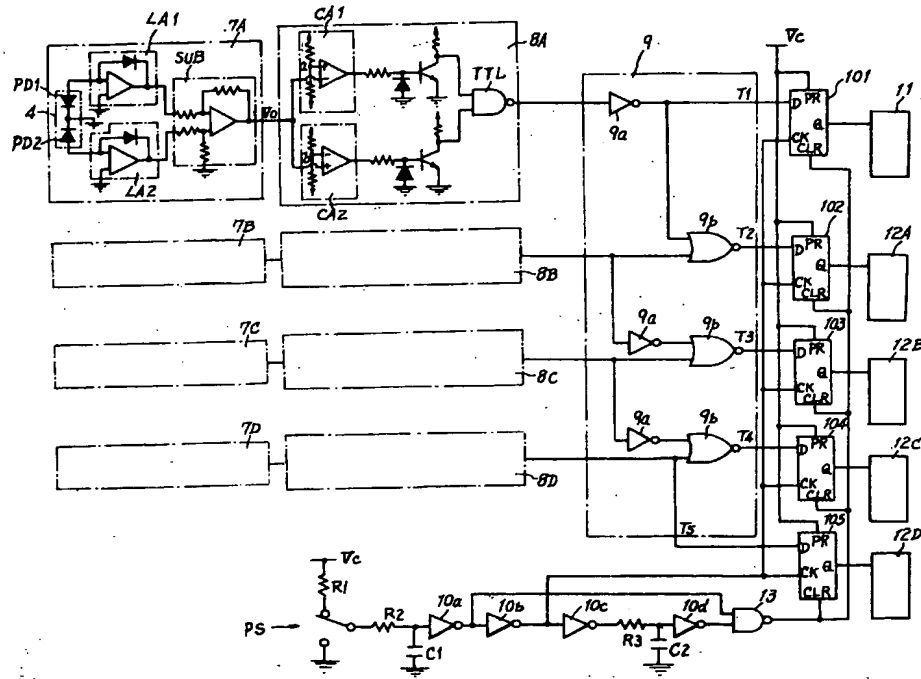 LA1
7A
SuB
PD1
4
PD2
LA2
Vo
CA1
8A
TTL
CA2
9
9a
T1
Vc
101
D
PR
Q
CK
CLR
11
7B
8B
9b
T2
102
D
PR
Q
CK
CLR
12A
7C
8C
9a
9b
T3
103
D
PR
Q
CK
CLR
12B
7D
8D
9a
9b
T4
104
D
PR
Q
CK
CLR
12C
T5
105
D
PR
Q
CK
CLR
12D
Vc
R1
PS
R2
C1
10a
10b
10c
R3
C2
10d
13